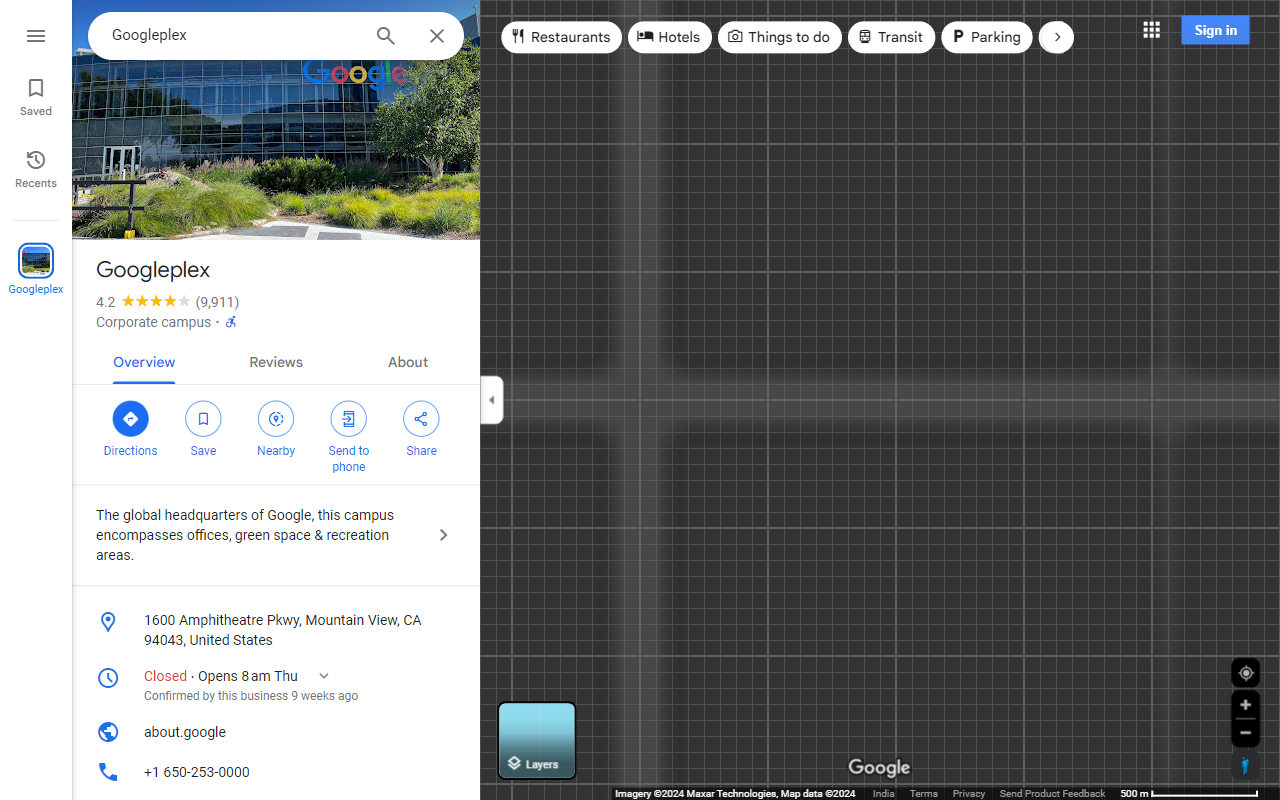 Googleplex
Restaurants
Hotels
Things to do
Transit
Parking
Sign in
Google
Saved
Recents
Googleplex
Googleplex
4.2 (9,911)
Corporate campus ·
Overview
Reviews
About
Directions
Save
Nearby
Send to
phone
Share
The global headquarters of Google, this campus
encompasses offices, green space & recreation
areas.
1600 Amphitheatre Pkwy, Mountain View, CA
94043, United States
Closed · Opens 8 am Thu
Confirmed by this business 9 weeks ago
about.google
+1 650-253-0000
Layers
Google
Imagery ©2024 Maxar Technologies, Map data ©2024
India
Terms
Privacy
Send Product Feedback
500 m